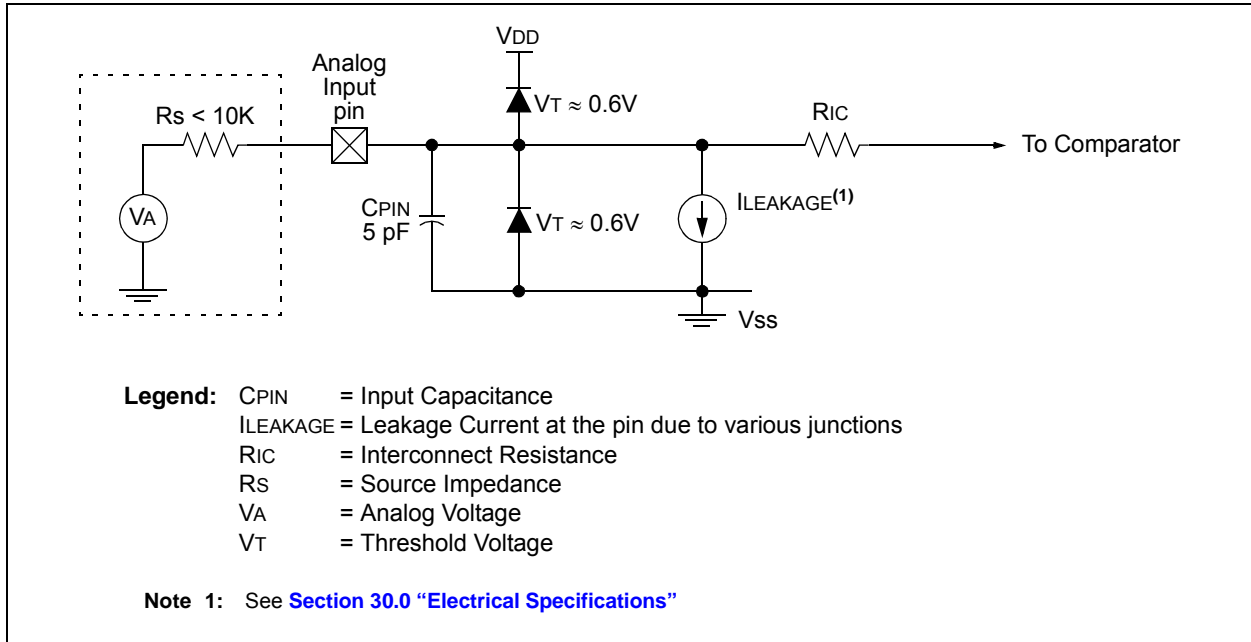 VDD
Analog
Input
pin
Rs < 10K
VT ≈ 0.6V
RIC
To Comparator
VA
CPIN
5 pF
VT ≈ 0.6V
ILEAKAGE(1)
Vss
Legend: CPIN = Input Capacitance
ILEAKAGE = Leakage Current at the pin due to various junctions
RIC = Interconnect Resistance
RS = Source Impedance
VA = Analog Voltage
VT = Threshold Voltage
Note 1: See Section 30.0 “Electrical Specifications”